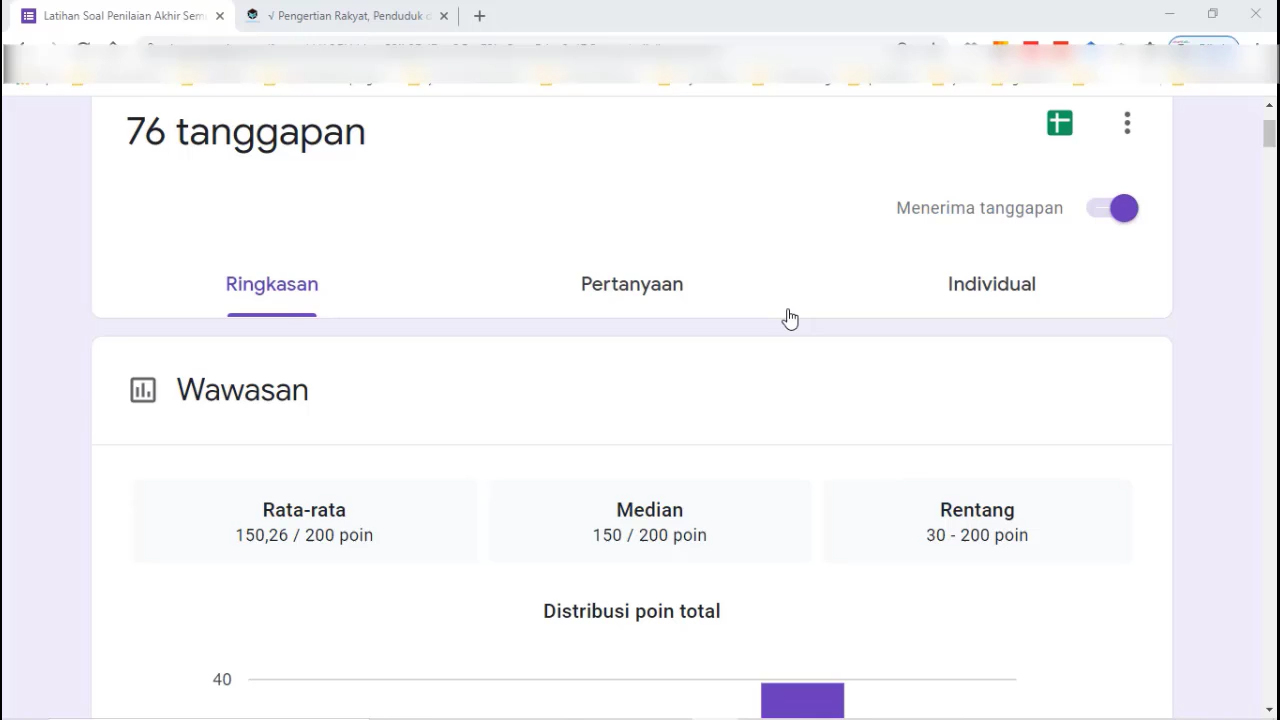 Latihan Soal Penilaian Akhir Sem
√ Pengertian Rakyat, Penduduk d
76 tanggapan
Menerima tanggapan
Ringkasan
Pertanyaan
Individual
Wawasan
Rata-rata
150,26 / 200 poin
Median
150 / 200 poin
Rentang
30 - 200 poin
Distribusi poin total
40